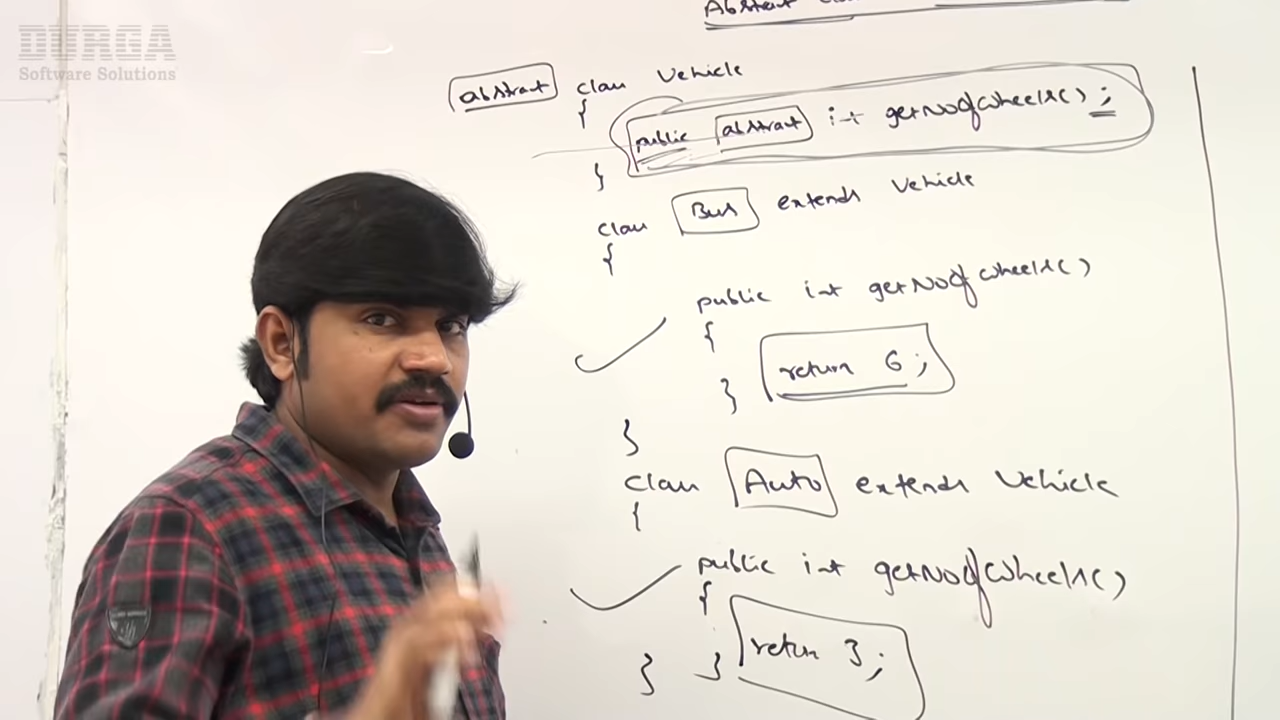 DURGA
Software Solutions
Abstract
abstract class Vehicle
{
public abstract int getNoOfWheels();
}
class Bus extends Vehicle
{
public int getNoOfWheels()
{
return 6;
}
}
class Auto extends Vehicle
{
public int getNoOfWheels()
{
return 3;
}
}